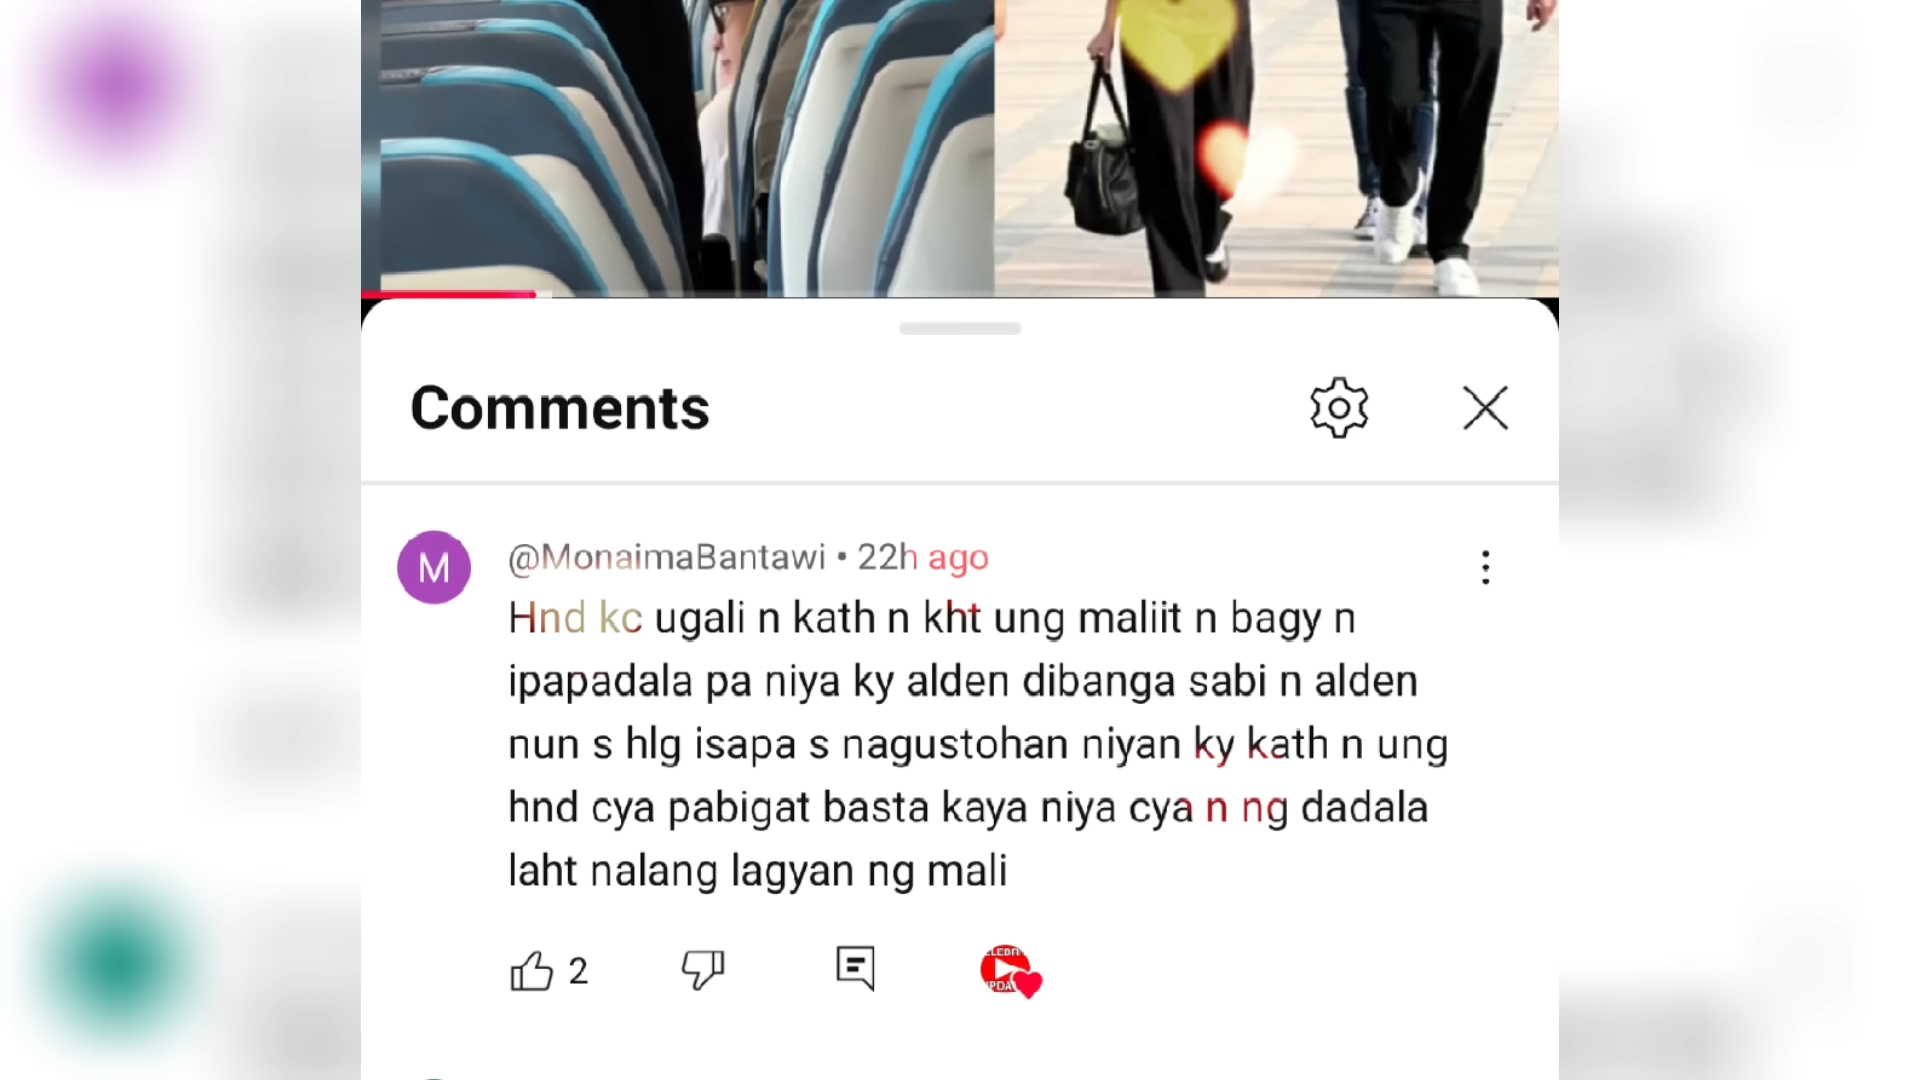 Comments
M
@MonaimaBantawi • 22h ago
Hnd kc ugali n kath n kht ung maliit n bagy n
ipapadala pa niya ky alden dibanga sabi n alden
nun s hlg isapa s nagustohan niyan ky kath n ung
hnd cya pabigat basta kaya niya cya n ng dadala
laht nalang lagyan ng mali
2